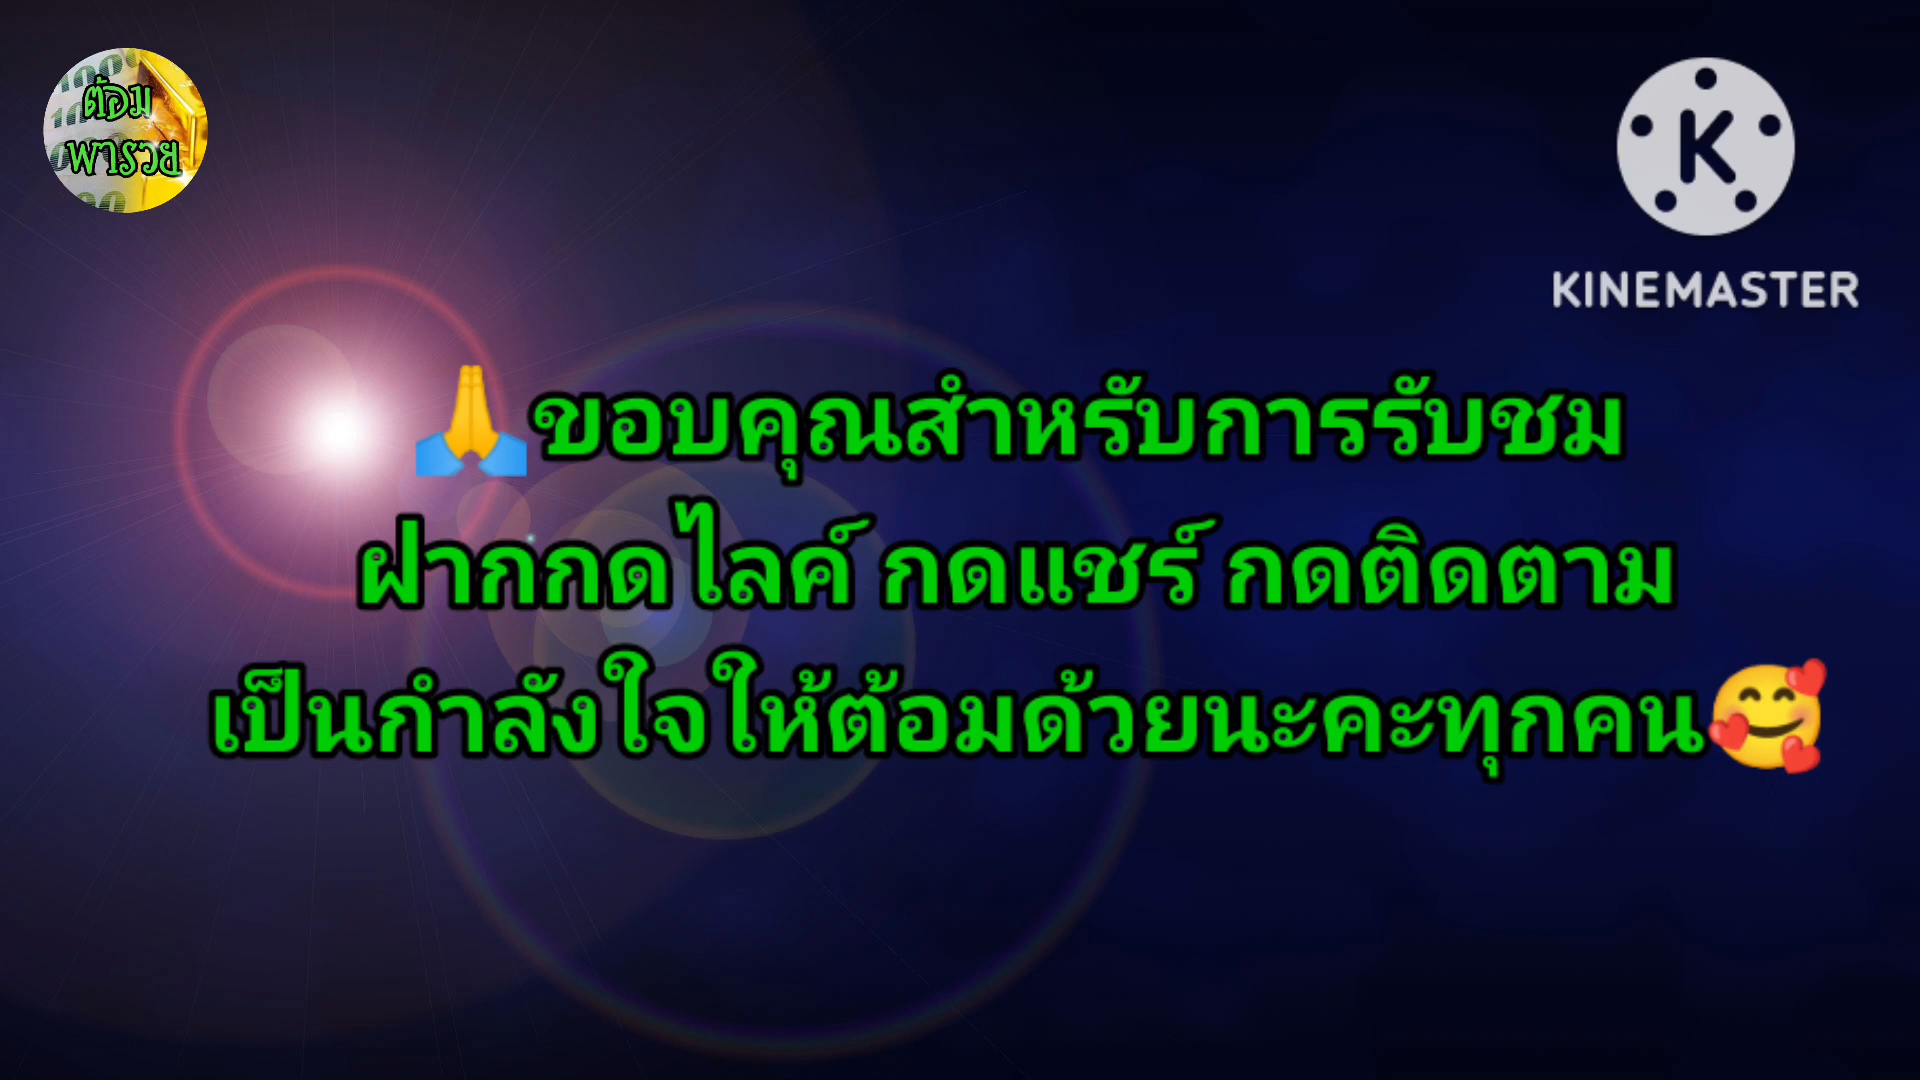 ต้อม
พารวย
K
KINEMASTER
🙏ขอบคุณสำหรับการรับชม
ฝากกดไลค์ กดแชร์ กดติดตาม
เป็นกำลังใจให้ต้อมด้วยนะคะทุกคน🥰